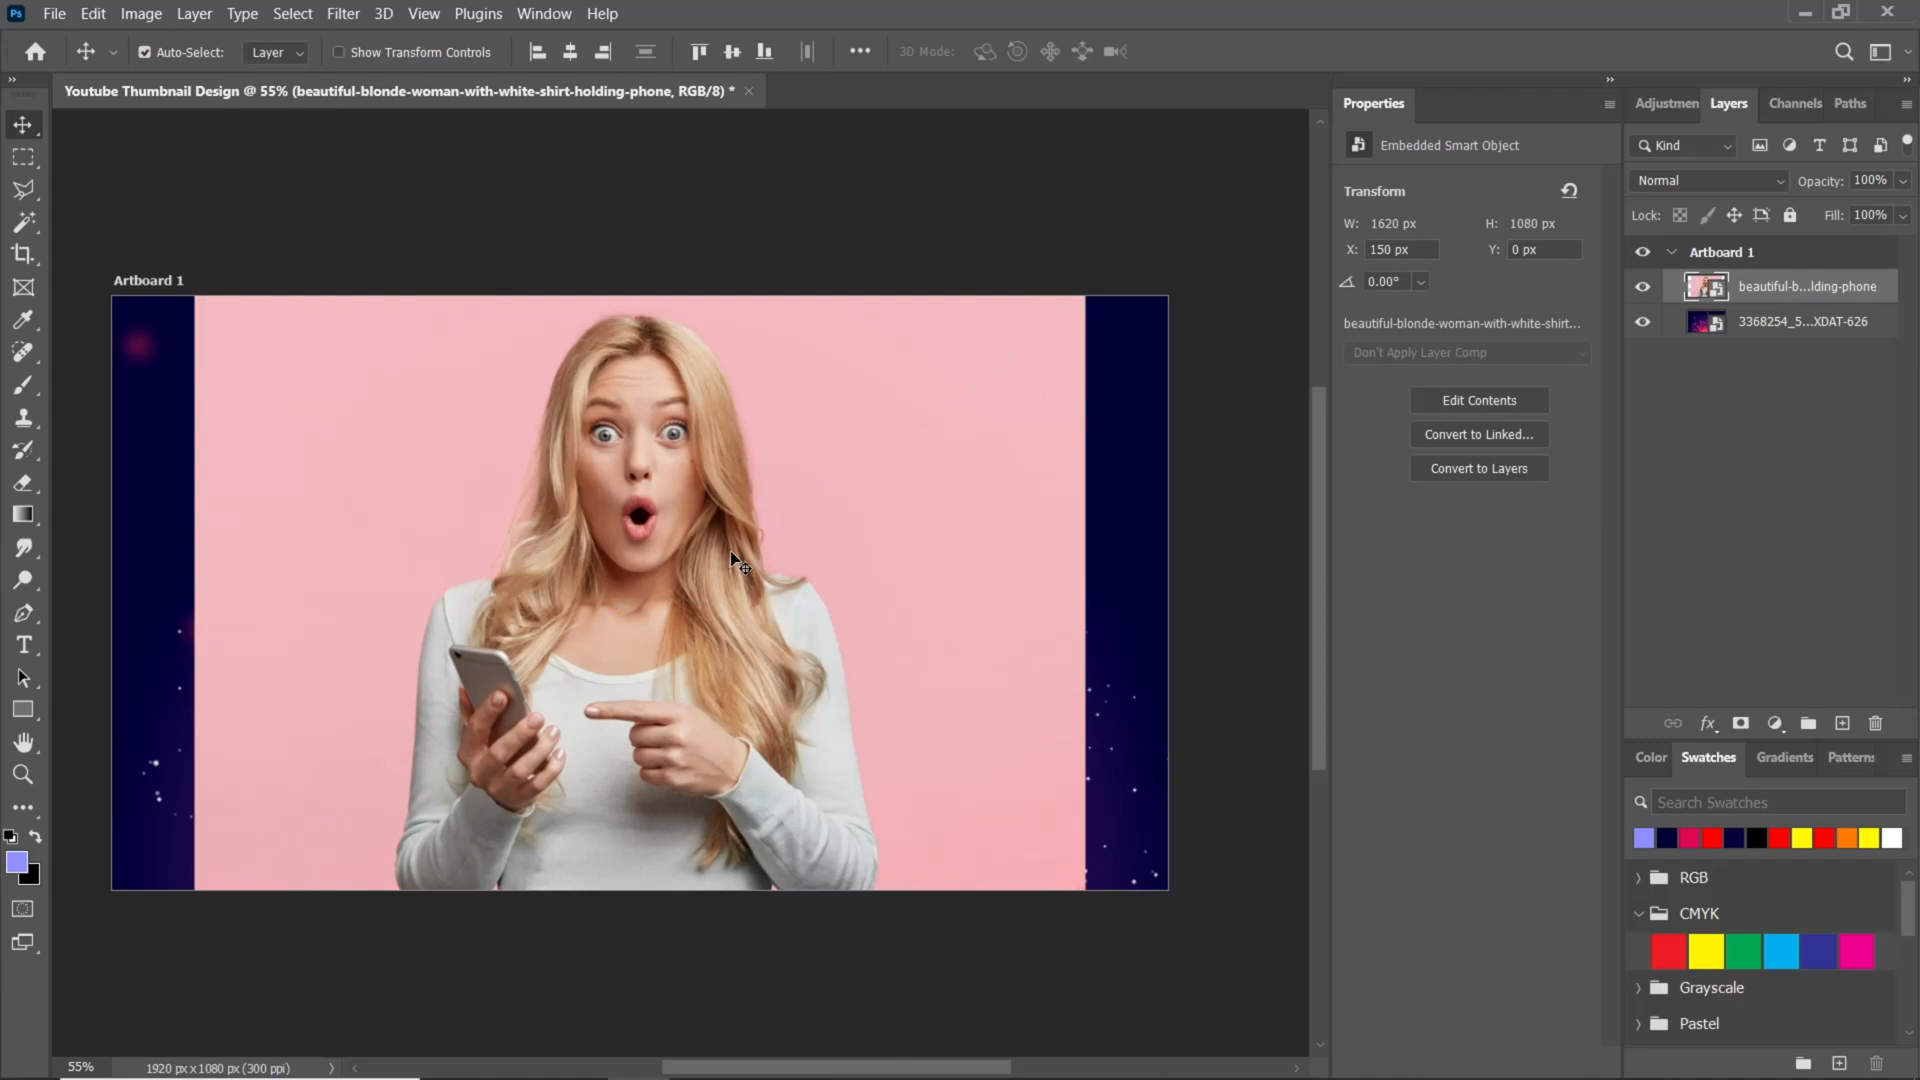 Ps File Edit Image Layer Type Select Filter 3D View Plugins Window Help
Auto-Select: Layer Show Transform Controls 3D Mode:
Youtube Thumbnail Design @ 55% (beautiful-blonde-woman-with-white-shirt-holding-phone, RGB/8) *
Artboard 1
55% 1920 px x 1080 px (300 ppi)
Properties
Embedded Smart Object
Transform
W: 1620 px H: 1080 px
X: 150 px Y: 0 px
0.00°
beautiful-blonde-woman-with-white-shirt...
Don't Apply Layer Comp
Edit Contents
Convert to Linked...
Convert to Layers
Adjustmen Layers Channels Paths
Kind
Normal Opacity: 100%
Lock: Fill: 100%
Artboard 1
beautiful-b...lding-phone
3368254_5...XDAT-626
fx
Color Swatches Gradients Patterns
Search Swatches
RGB
CMYK
Grayscale
Pastel